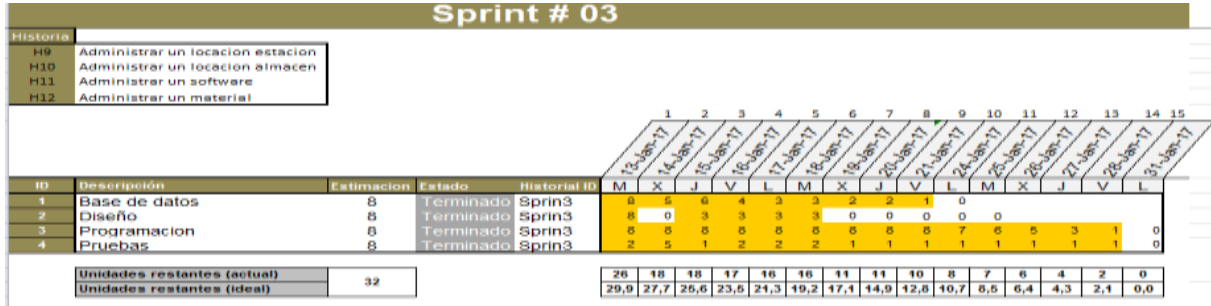 Sprint # 03
Historia
H9 Administrar un locacion estacion
H10 Administrar un locacion almacen
H11 Administrar un software
H12 Administrar un material
1 2 3 4 5 6 7 8 9 10 11 12 13 14 15
13-Jan-17 14-Jan-17 15-Jan-17 16-Jan-17 17-Jan-17 18-Jan-17 19-Jan-17 20-Jan-17 21-Jan-17 24-Jan-17 25-Jan-17 26-Jan-17 27-Jan-17 28-Jan-17 31-Jan-17
ID Descripción Estimacion Estado Historial ID M X J V L M X J V L M X J V L
1 Base de datos 8 Terminado Sprin3 8 5 6 4 3 3 2 2 1 0
2 Diseño 8 Terminado Sprin3 8 0 3 3 3 3 0 0 0 0 0
3 Programacion 8 Terminado Sprin3 8 8 8 8 8 8 8 8 8 7 6 5 3 1 0
4 Pruebas 8 Terminado Sprin3 2 5 1 2 2 2 1 1 1 1 1 1 1 1 0
Unidades restantes (actual) 32 26 18 18 17 16 16 11 11 10 8 7 6 4 2 0
Unidades restantes (ideal) 29,9 27,7 25,6 23,5 21,3 19,2 17,1 14,9 12,8 10,7 8,5 6,4 4,3 2,1 0,0